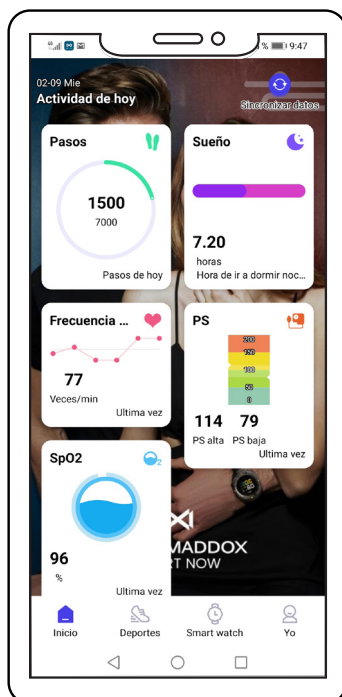 % 9:47
02-09 Mie
Actividad de hoy
Sincronizar datos
Pasos
1500
7000
Pasos de hoy
Sueño
7.20
horas
Hora de ir a dormir noc...
Frecuencia ...
77
Veces/min
Ultima vez
PS
200
150
100
50
0
114 79
PS alta PS baja
Ultima vez
SpO2
2
96
%
Ultima vez
MADDOX
T NOW
Inicio Deportes Smart watch Yo